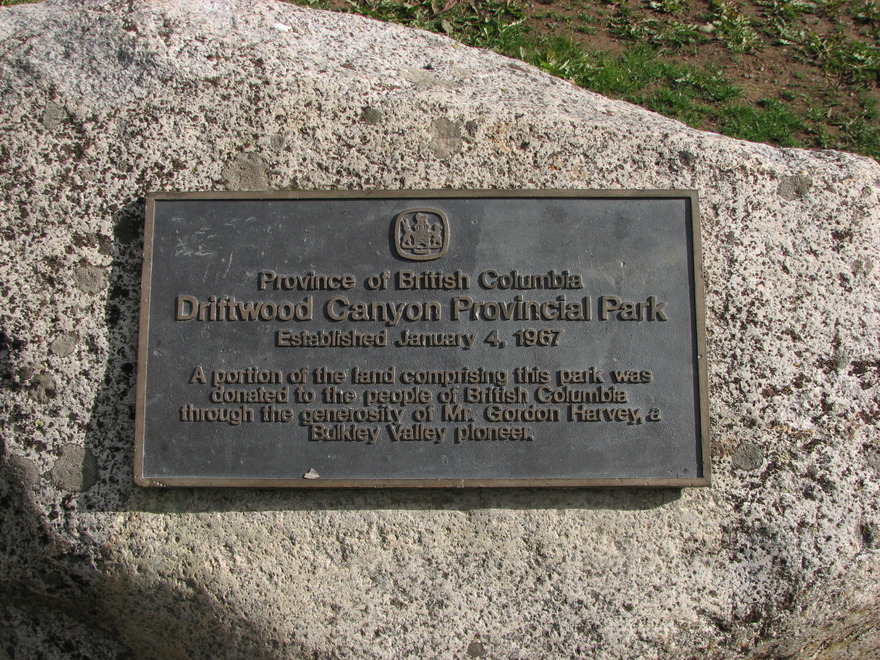 Province of British Columbia
Driftwood Canyon Provincial Park
Established January 4, 1967
A portion of the land comprising this park was
donated to the people of British Columbia
through the generosity of Mr. Gordon Harvey, a
Bulkley Valley pioneer.